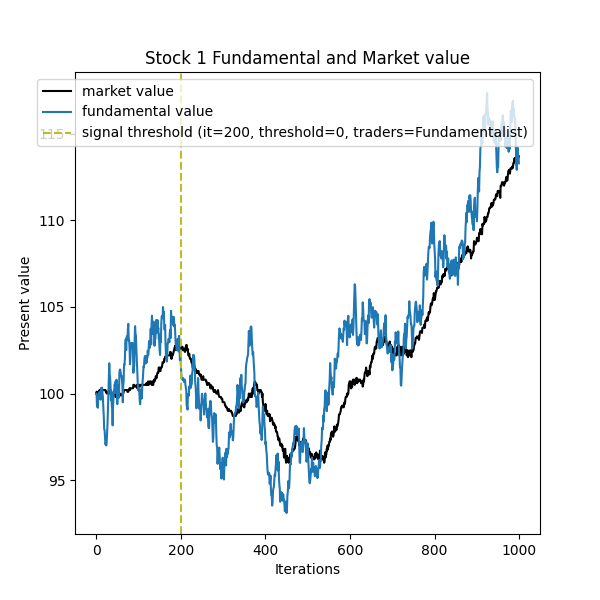 Stock 1 Fundamental and Market value
market value
fundamental value
signal threshold (it=200, threshold=0, traders=Fundamentalist)
115
110
105
100
95
Present value
0 200 400 600 800 1000
Iterations